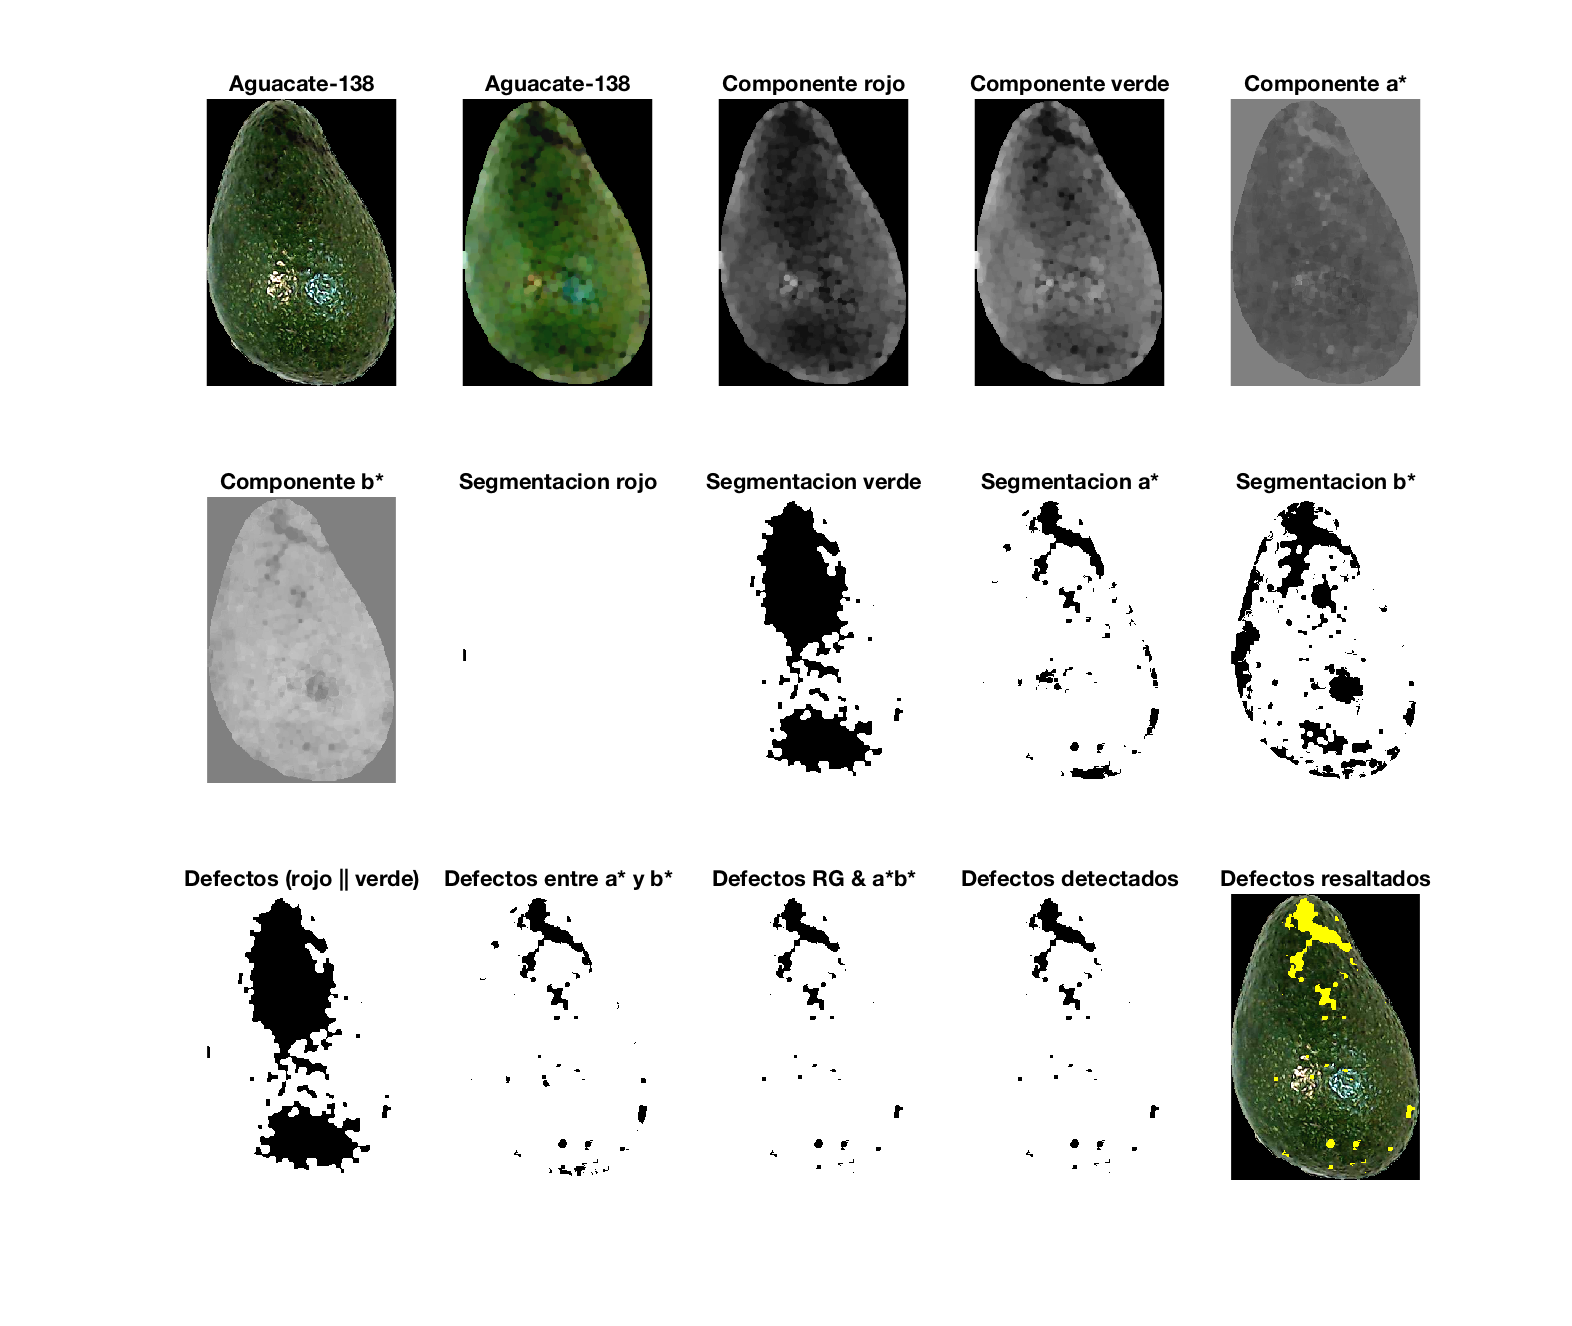 Aguacate-138
Aguacate-138
Componente rojo
Componente verde
Componente a*
Componente b*
Segmentacion rojo
Segmentacion verde
Segmentacion a*
Segmentacion b*
Defectos (rojo || verde)
Defectos entre a* y b*
Defectos RG & a*b*
Defectos detectados
Defectos resaltados